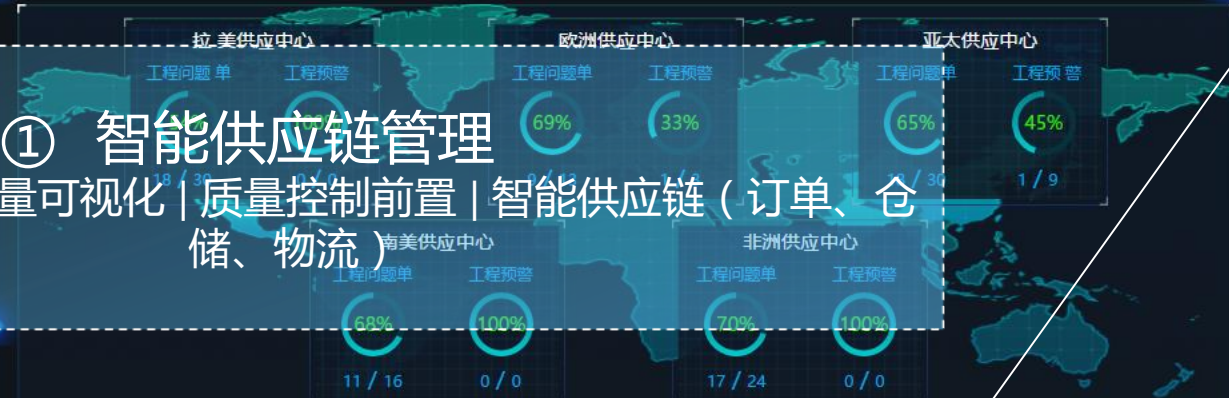 拉 美供应中心 欧洲供应中心 亚太供应中心
工程问题 单 工程预警 工程问题单 工程预警 工程问题单 工程预 警
① 智能供应链管理
69% 33% 65% 45%
1 / 9
量可视化 | 质量控制前置 | 智能供应链（订单、仓
储、物流）
南美供应中心 非洲供应中心
工程问题单 工程预警 工程问题单 工程预警
68% 100% 70% 100%
11 / 16 0 / 0 17 / 24 0 / 0